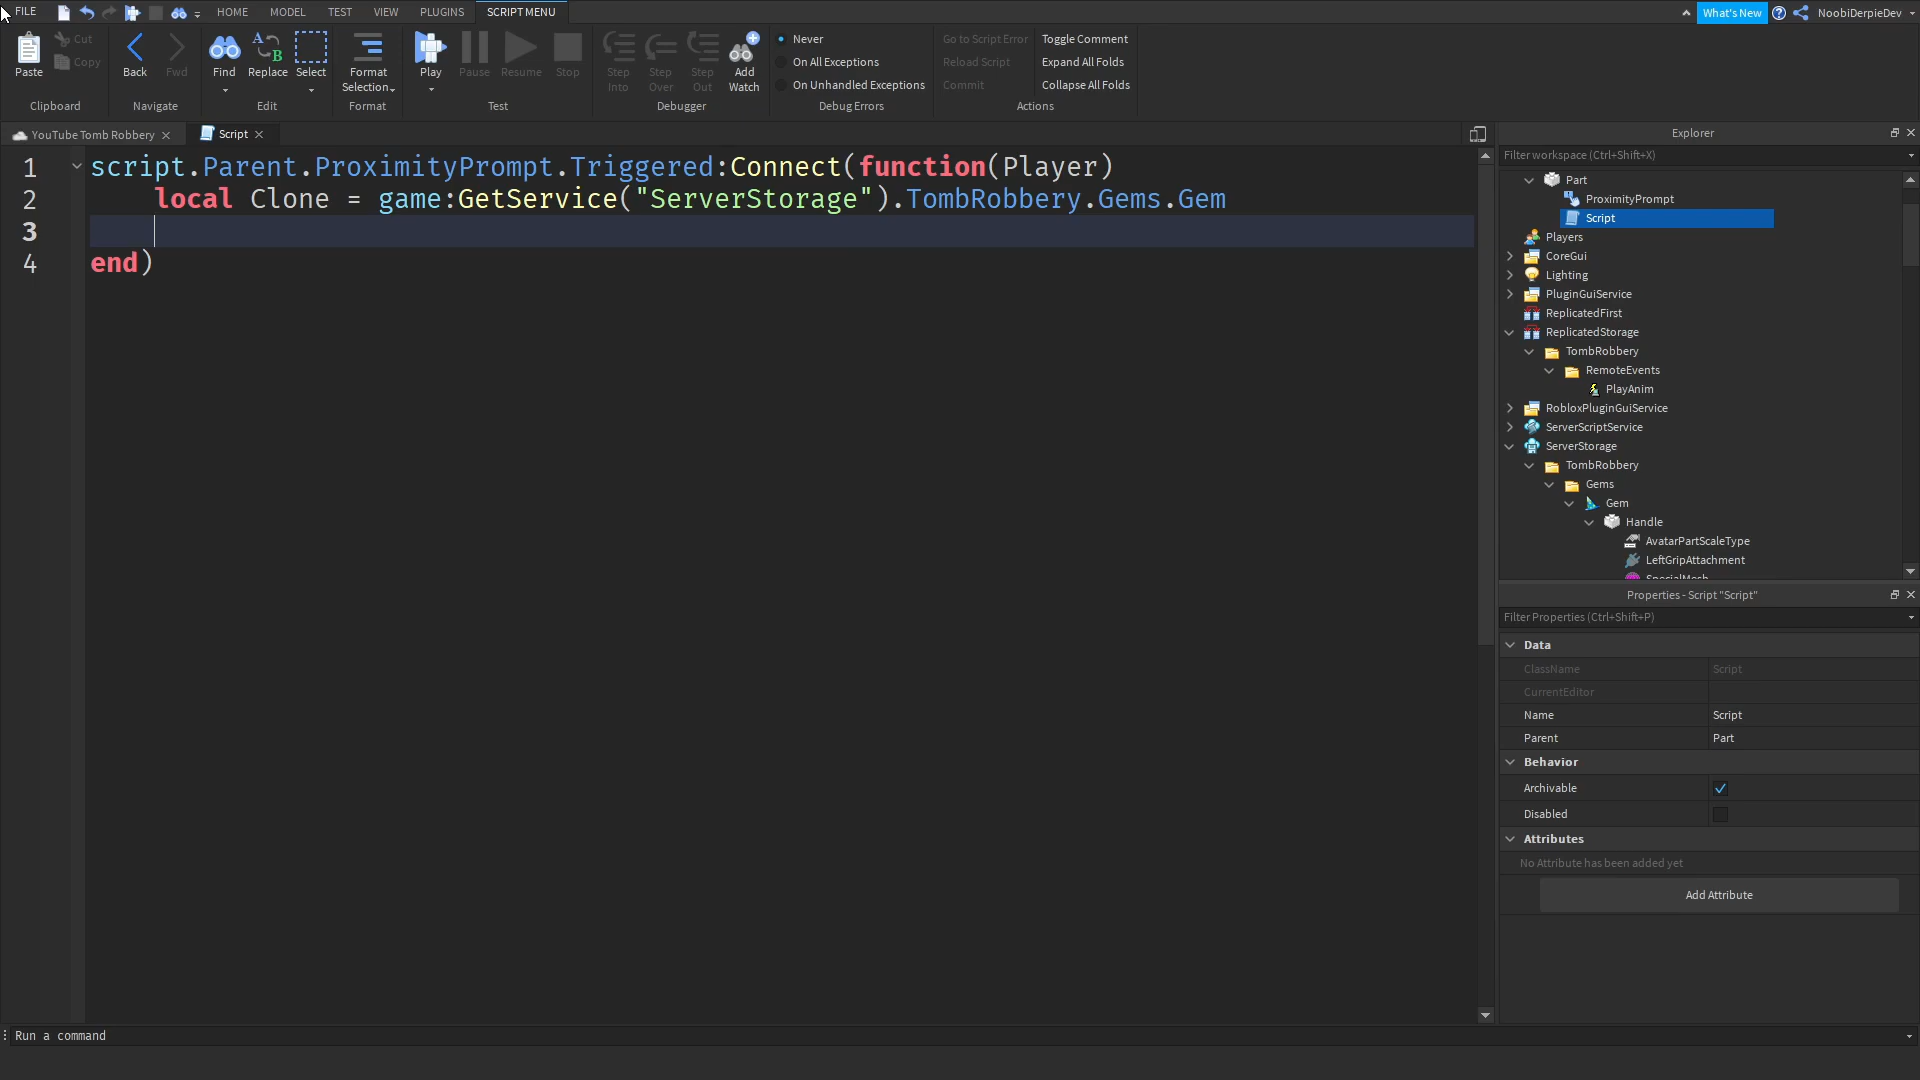 FILE
HOME
MODEL
TEST
VIEW
PLUGINS
SCRIPT MENU
What's New
NoobiDerpieDev
Paste
Cut
Copy
Clipboard
Back
Fwd
Navigate
Find
Replace
Select
Edit
Format
Selection
Format
Play
Pause
Resume
Stop
Test
Step
Into
Step
Over
Step
Out
Add
Watch
Debugger
Never
On All Exceptions
On Unhandled Exceptions
Debug Errors
Go to Script Error
Reload Script
Commit
Toggle Comment
Expand All Folds
Collapse All Folds
Actions
YouTube Tomb Robbery
Script
1 script.Parent.ProximityPrompt.Triggered:Connect(function(Player)
2 local Clone = game:GetService("ServerStorage").TombRobbery.Gems.Gem
3
4 end)
Explorer
Filter workspace (Ctrl+Shift+X)
Part
ProximityPrompt
Script
Players
CoreGui
Lighting
PluginGuiService
ReplicatedFirst
ReplicatedStorage
TombRobbery
RemoteEvents
PlayAnim
RobloxPluginGuiService
ServerScriptService
ServerStorage
TombRobbery
Gems
Gem
Handle
AvatarPartScaleType
LeftGripAttachment
SpecialMesh
Properties - Script "Script"
Filter Properties (Ctrl+Shift+P)
Data
ClassName Script
CurrentEditor
Name Script
Parent Part
Behavior
Archivable
Disabled
Attributes
No Attribute has been added yet
Add Attribute
Run a command